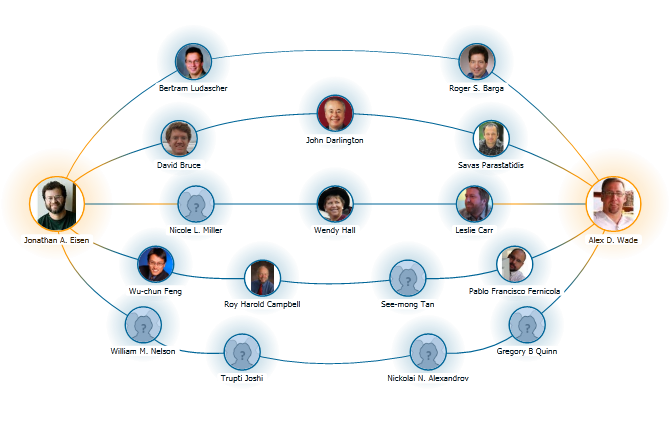 Bertram Ludascher
Roger S. Barga
John Darlington
David Bruce
Savas Parastatidis
Jonathan A. Eisen
Nicole L. Miller
Wendy Hall
Leslie Carr
Alex D. Wade
Wu-chun Feng
Roy Harold Campbell
See-mong Tan
Pablo Francisco Fernicola
William M. Nelson
Trupti Joshi
Nickolai N. Alexandrov
Gregory B Quinn